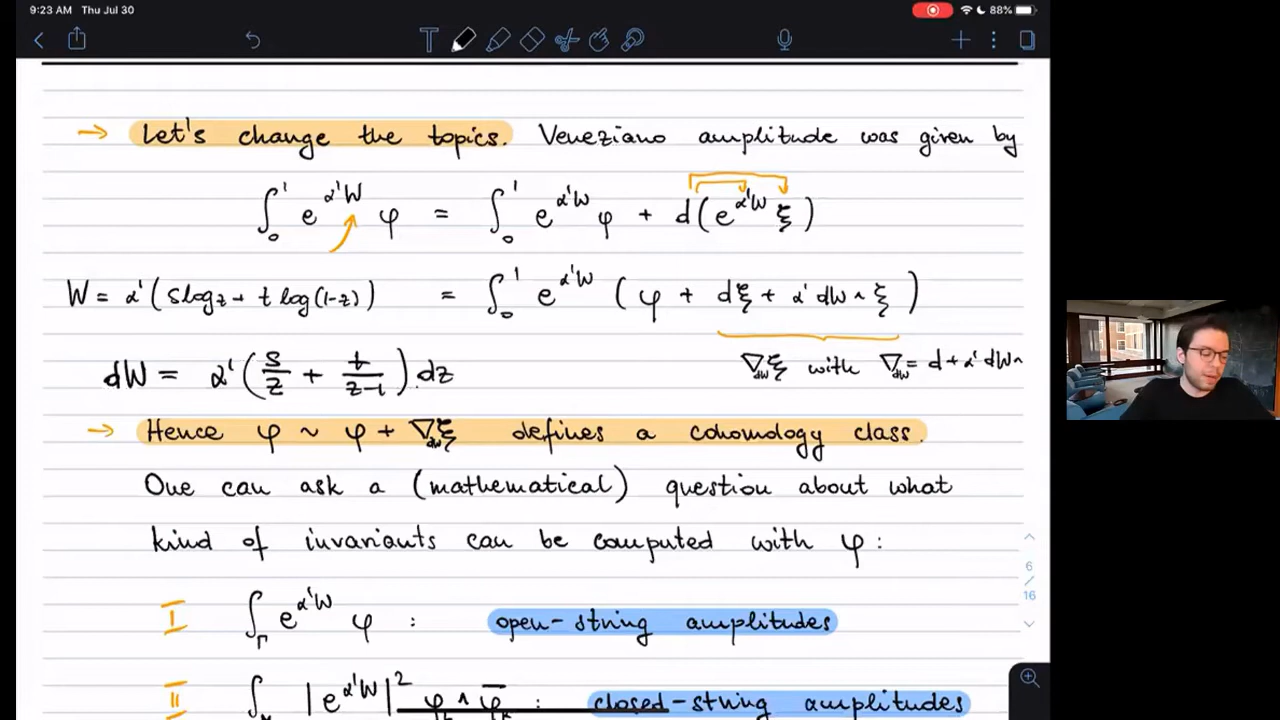 9:23 AM Thu Jul 30
88%
→ Let's change the topics. Veneziano amplitude was given by
∫₀¹ e^{α'W} φ = ∫₀¹ e^{α'W} φ + d(e^{α'W} ξ)
W = α'(s log z + t log(1-z)) = ∫₀¹ e^{α'W} (φ + dξ + α' dW ∧ ξ)
dW = α'(s/z + t/(z-1)) dz
∇_{dW} ξ with ∇_{dW} = d + α' dW∧
→ Hence φ ~ φ + ∇_{dW} ξ defines a cohomology class.
One can ask a (mathematical) question about what
kind of invariants can be computed with φ:
I ∫_Γ e^{α'W} φ : open-string amplitudes
II ∫ |e^{α'W}|² φ ∧ φ̄ : closed-string amplitudes
6
/
16